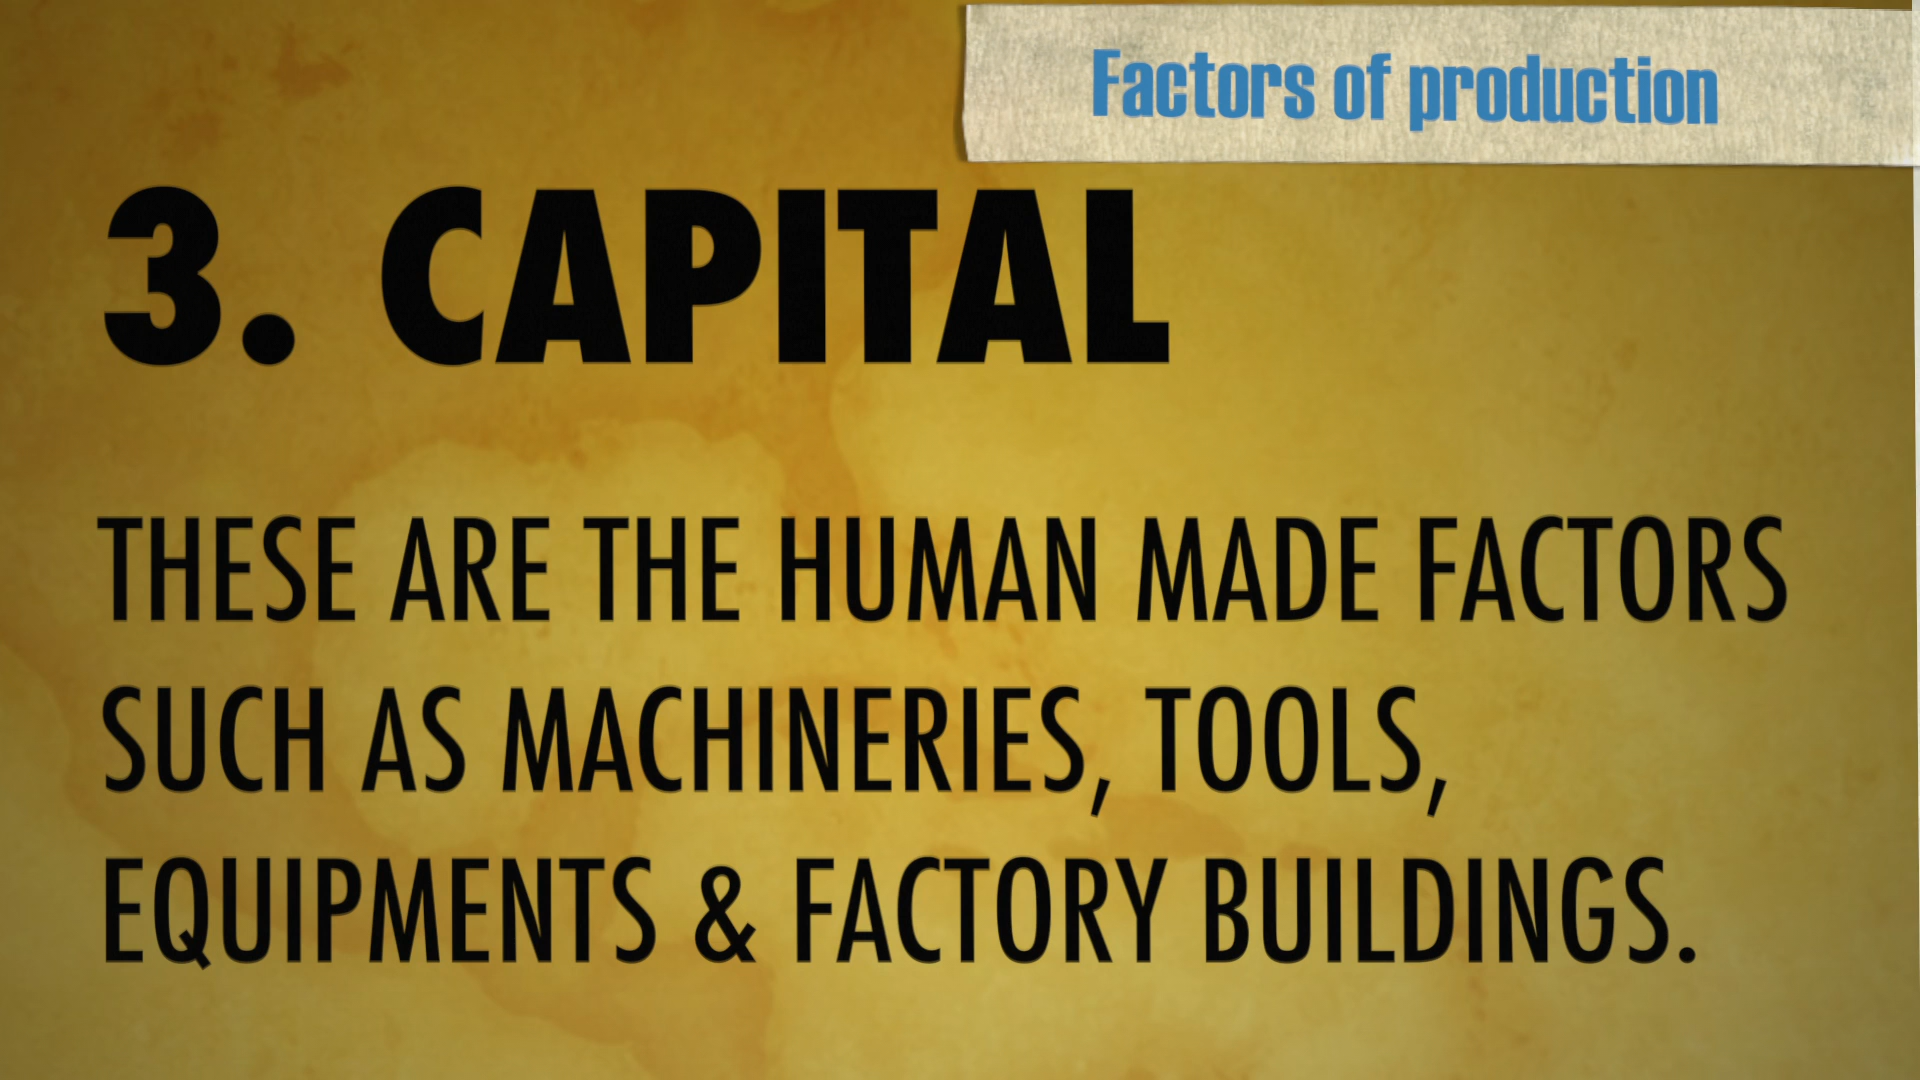 Factors of production
3. CAPITAL
THESE ARE THE HUMAN MADE FACTORS
SUCH AS MACHINERIES, TOOLS,
EQUIPMENTS & FACTORY BUILDINGS.